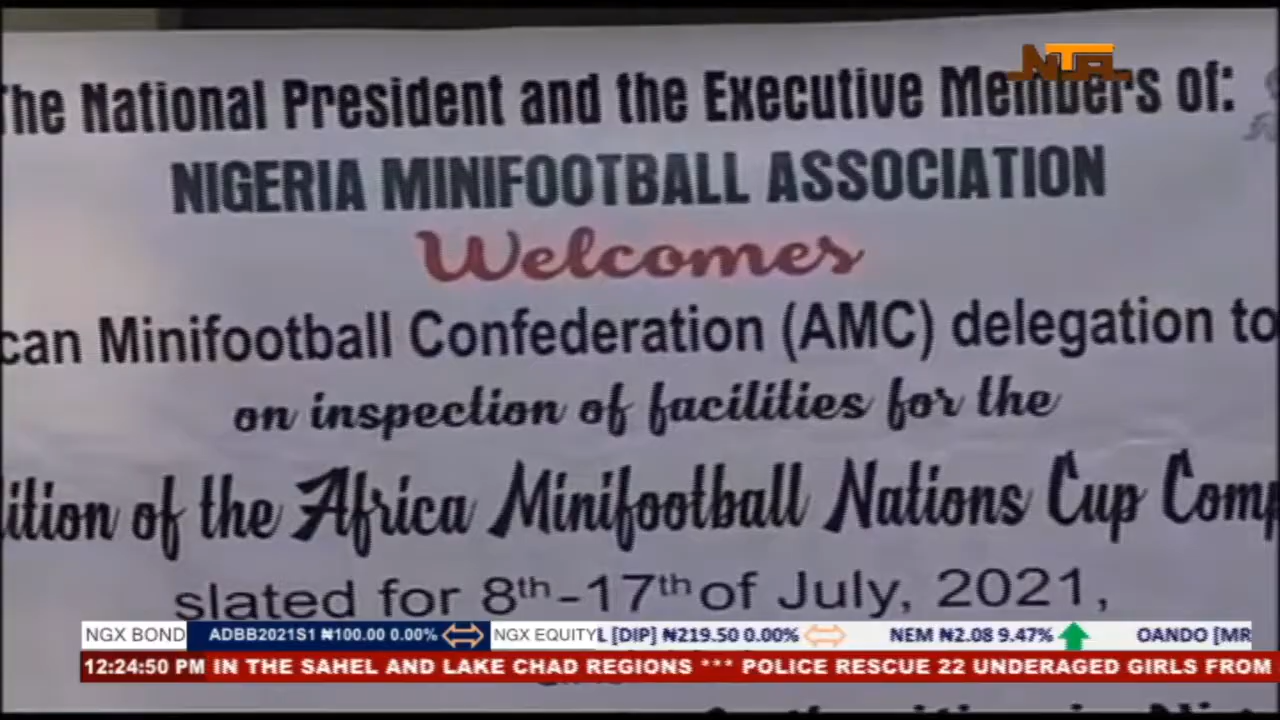 The National President and the Executive Members of:
NTA
NIGERIA MINIFOOTBALL ASSOCIATION
Welcomes
can Minifootball Confederation (AMC) delegation to
on inspection of facilities for the
ition of the Africa Minifootball Nations Cup Comp
slated for 8th-17th of July, 2021,
NGX BOND ADBB2021S1 ₦100.00 0.00% NGX EQUITY L [DIP] ₦219.50 0.00% NEM ₦2.08 9.47% OANDO [MR
12:24:50 PM IN THE SAHEL AND LAKE CHAD REGIONS *** POLICE RESCUE 22 UNDERAGED GIRLS FROM